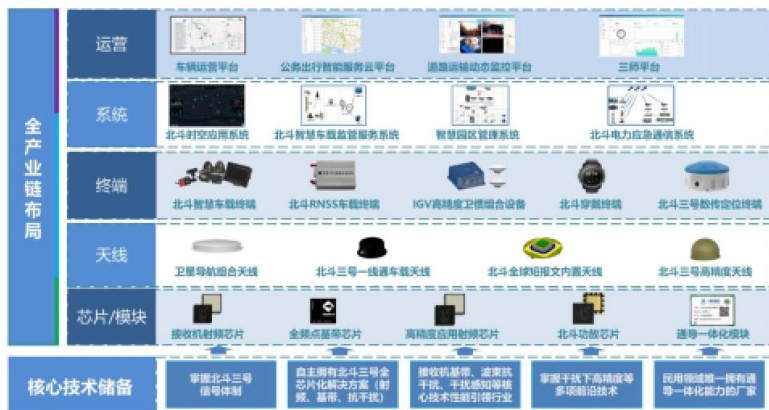 全产业链布局
运营
车辆运营平台
公务出行智能服务云平台
道路运输动态监控平台
三师平台
系统
北斗时空应用系统
北斗智慧车载监管服务系统
智慧园区管理系统
北斗电力应急通信系统
终端
北斗智慧车载终端
北斗RNSS车载终端
IGV高精度卫惯组合设备
北斗穿戴终端
北斗三号数传定位终端
天线
卫星导航组合天线
北斗三号一线通车载天线
北斗全球短报文内置天线
北斗三号高精度天线
芯片/模块
接收机射频芯片
全频点基带芯片
高精度应用射频芯片
北斗功放芯片
通导一体化模块
核心技术储备
掌握北斗三号
信号体制
自主拥有北斗三号全
芯片化解决方案（射
频、基带、抗干扰）
接收机基带、波束抗
干扰、干扰感知等核
心技术性能引领行业
掌握干扰下高精度等
多项前沿技术
民用领域唯一拥有通
导一体化能力的厂家